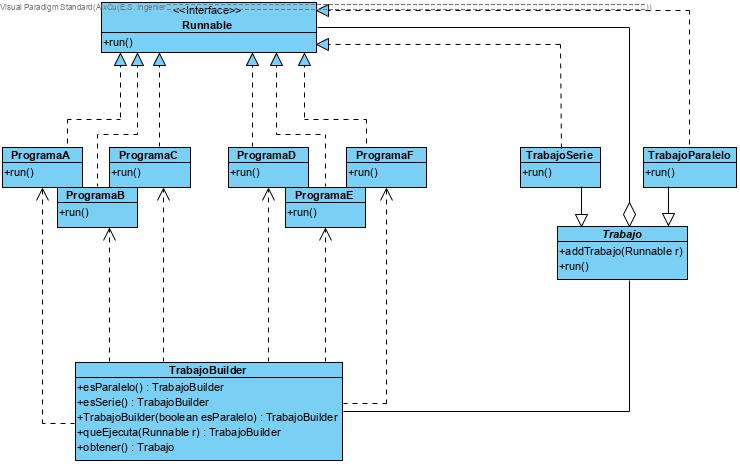 Visual Paradigm Standard(
(E.S. Ingenier
<<Interface>>
Runnable
+run()
ProgramaA
+run()
ProgramaC
+run()
ProgramaD
+run()
ProgramaF
+run()
TrabajoSerie
+run()
TrabajoParalelo
+run()
ProgramaB
+run()
ProgramaE
+run()
Trabajo
+addTrabajo(Runnable r)
+run()
TrabajoBuilder
+esParalelo() : TrabajoBuilder
+esSerie() : TrabajoBuilder
+TrabajoBuilder(boolean esParalelo) : TrabajoBuilder
+queEjecuta(Runnable r) : TrabajoBuilder
+obtener() : Trabajo